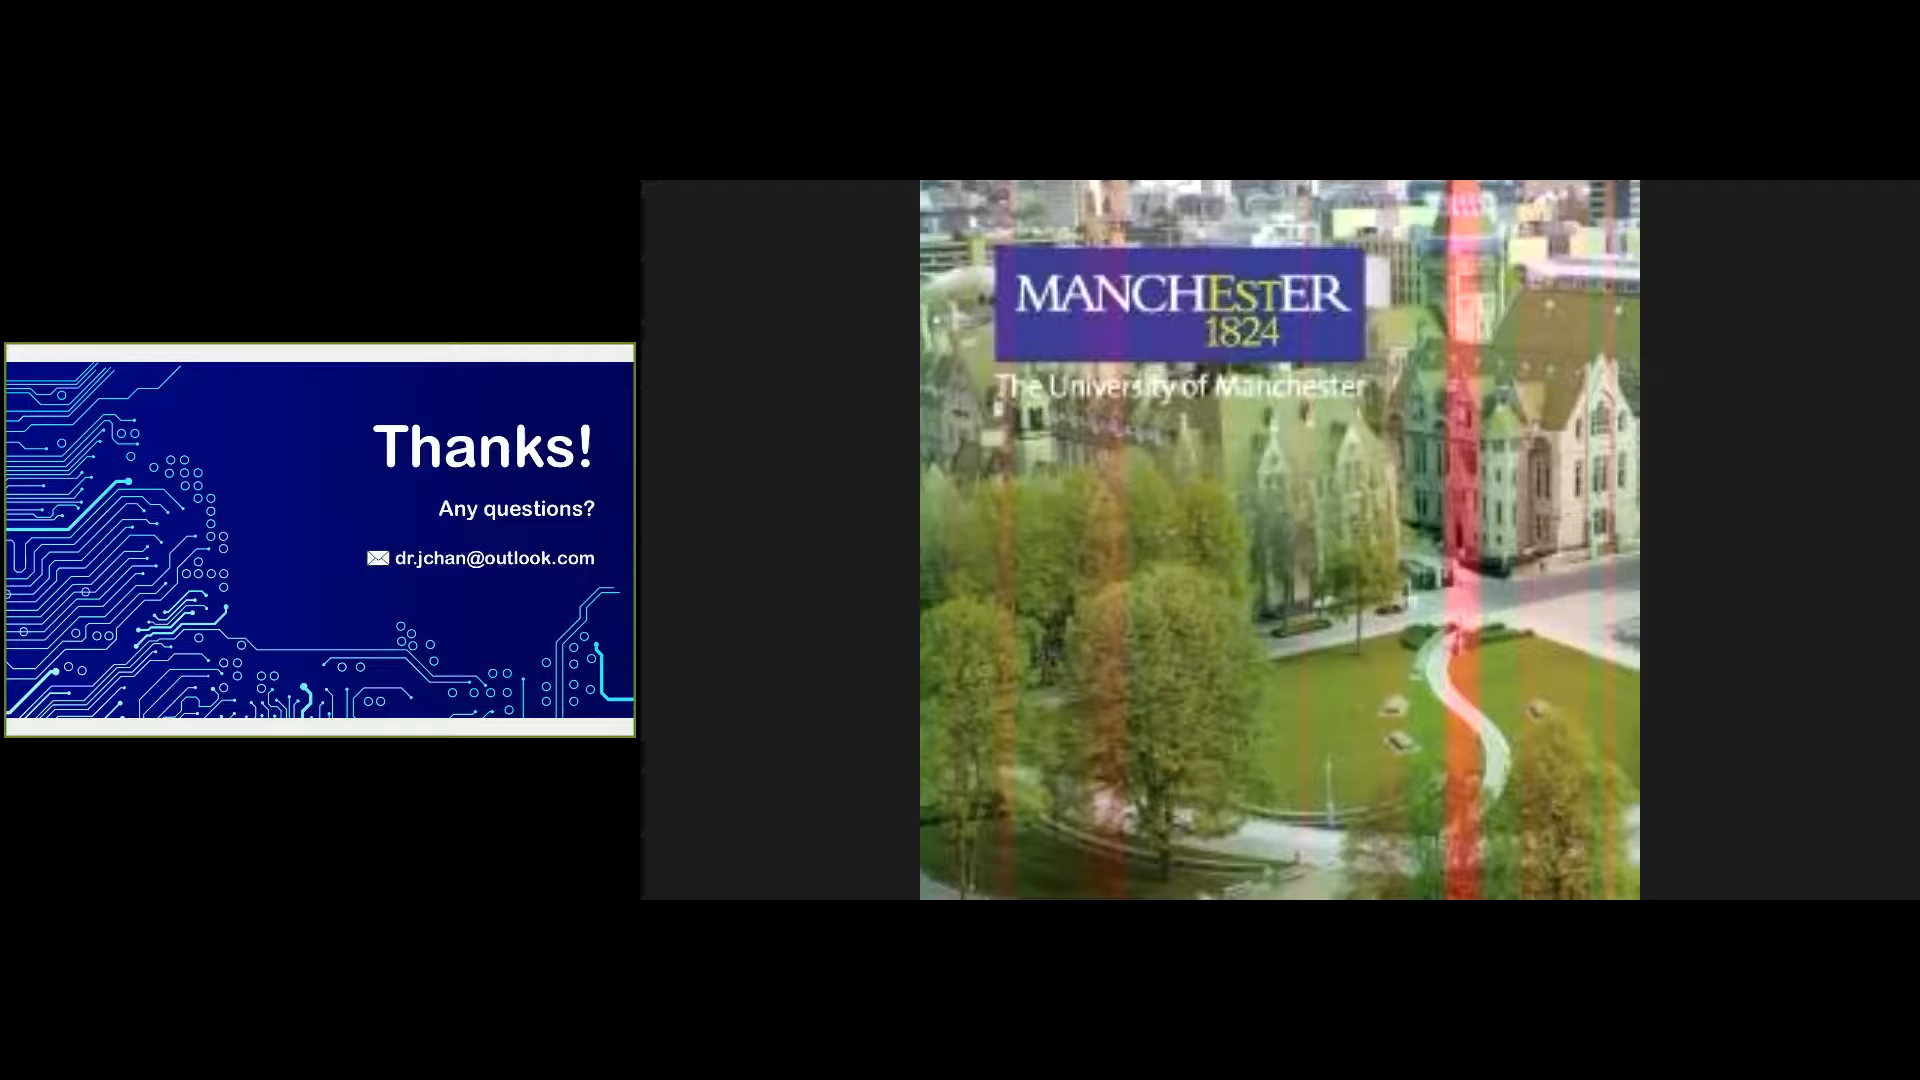 Thanks!
Any questions?
dr.jchan@outlook.com
MANCHESTER
1824
The University of Manchester